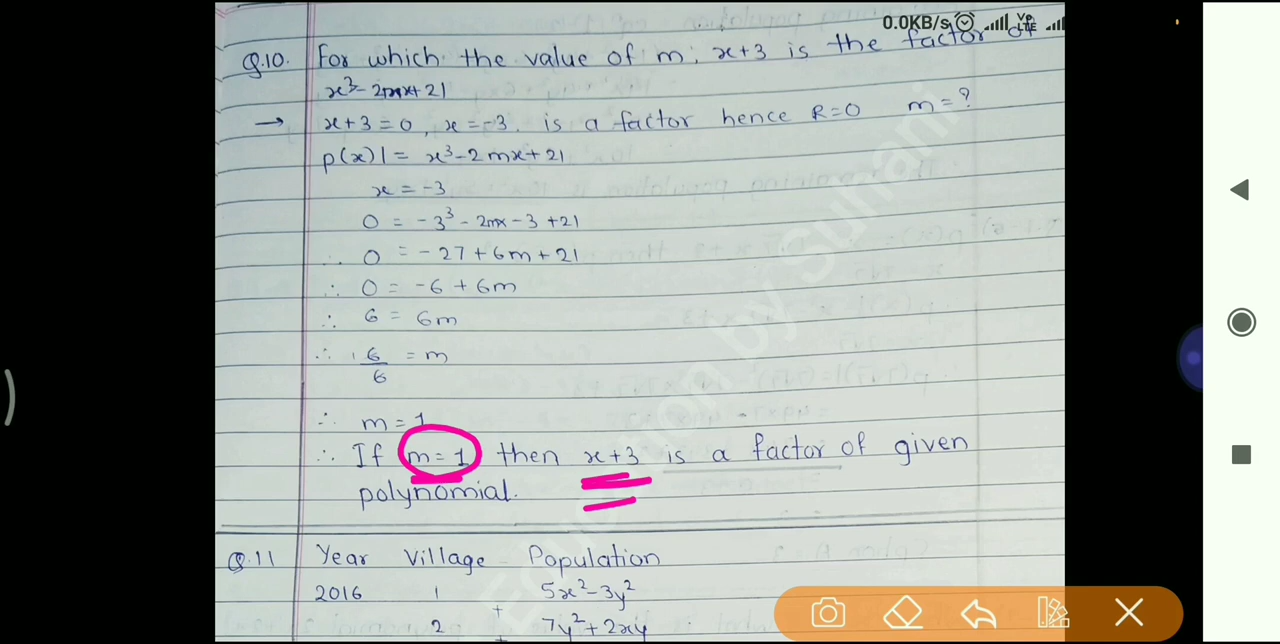 0.0KB/s
Q.10. For which the value of m, x+3 is the factor of
x³-2mx+21
→ x+3=0, x=-3. is a factor hence R=0 m=?
p(x)|= x³-2mx+21
x = -3
0 = -3³ - 2mx - 3 +21
∴ 0 = -27 + 6m + 21
∴ 0 = -6 + 6m
∴ 6 = 6m
∴ 6/6 = m
∴ m = 1
∴ If m=1 then x+3 is a factor of given
polynomial.
Q.11 Year Village Population
2016 1 5x²-3y²
+
2 7y²+2xy
by Suhani